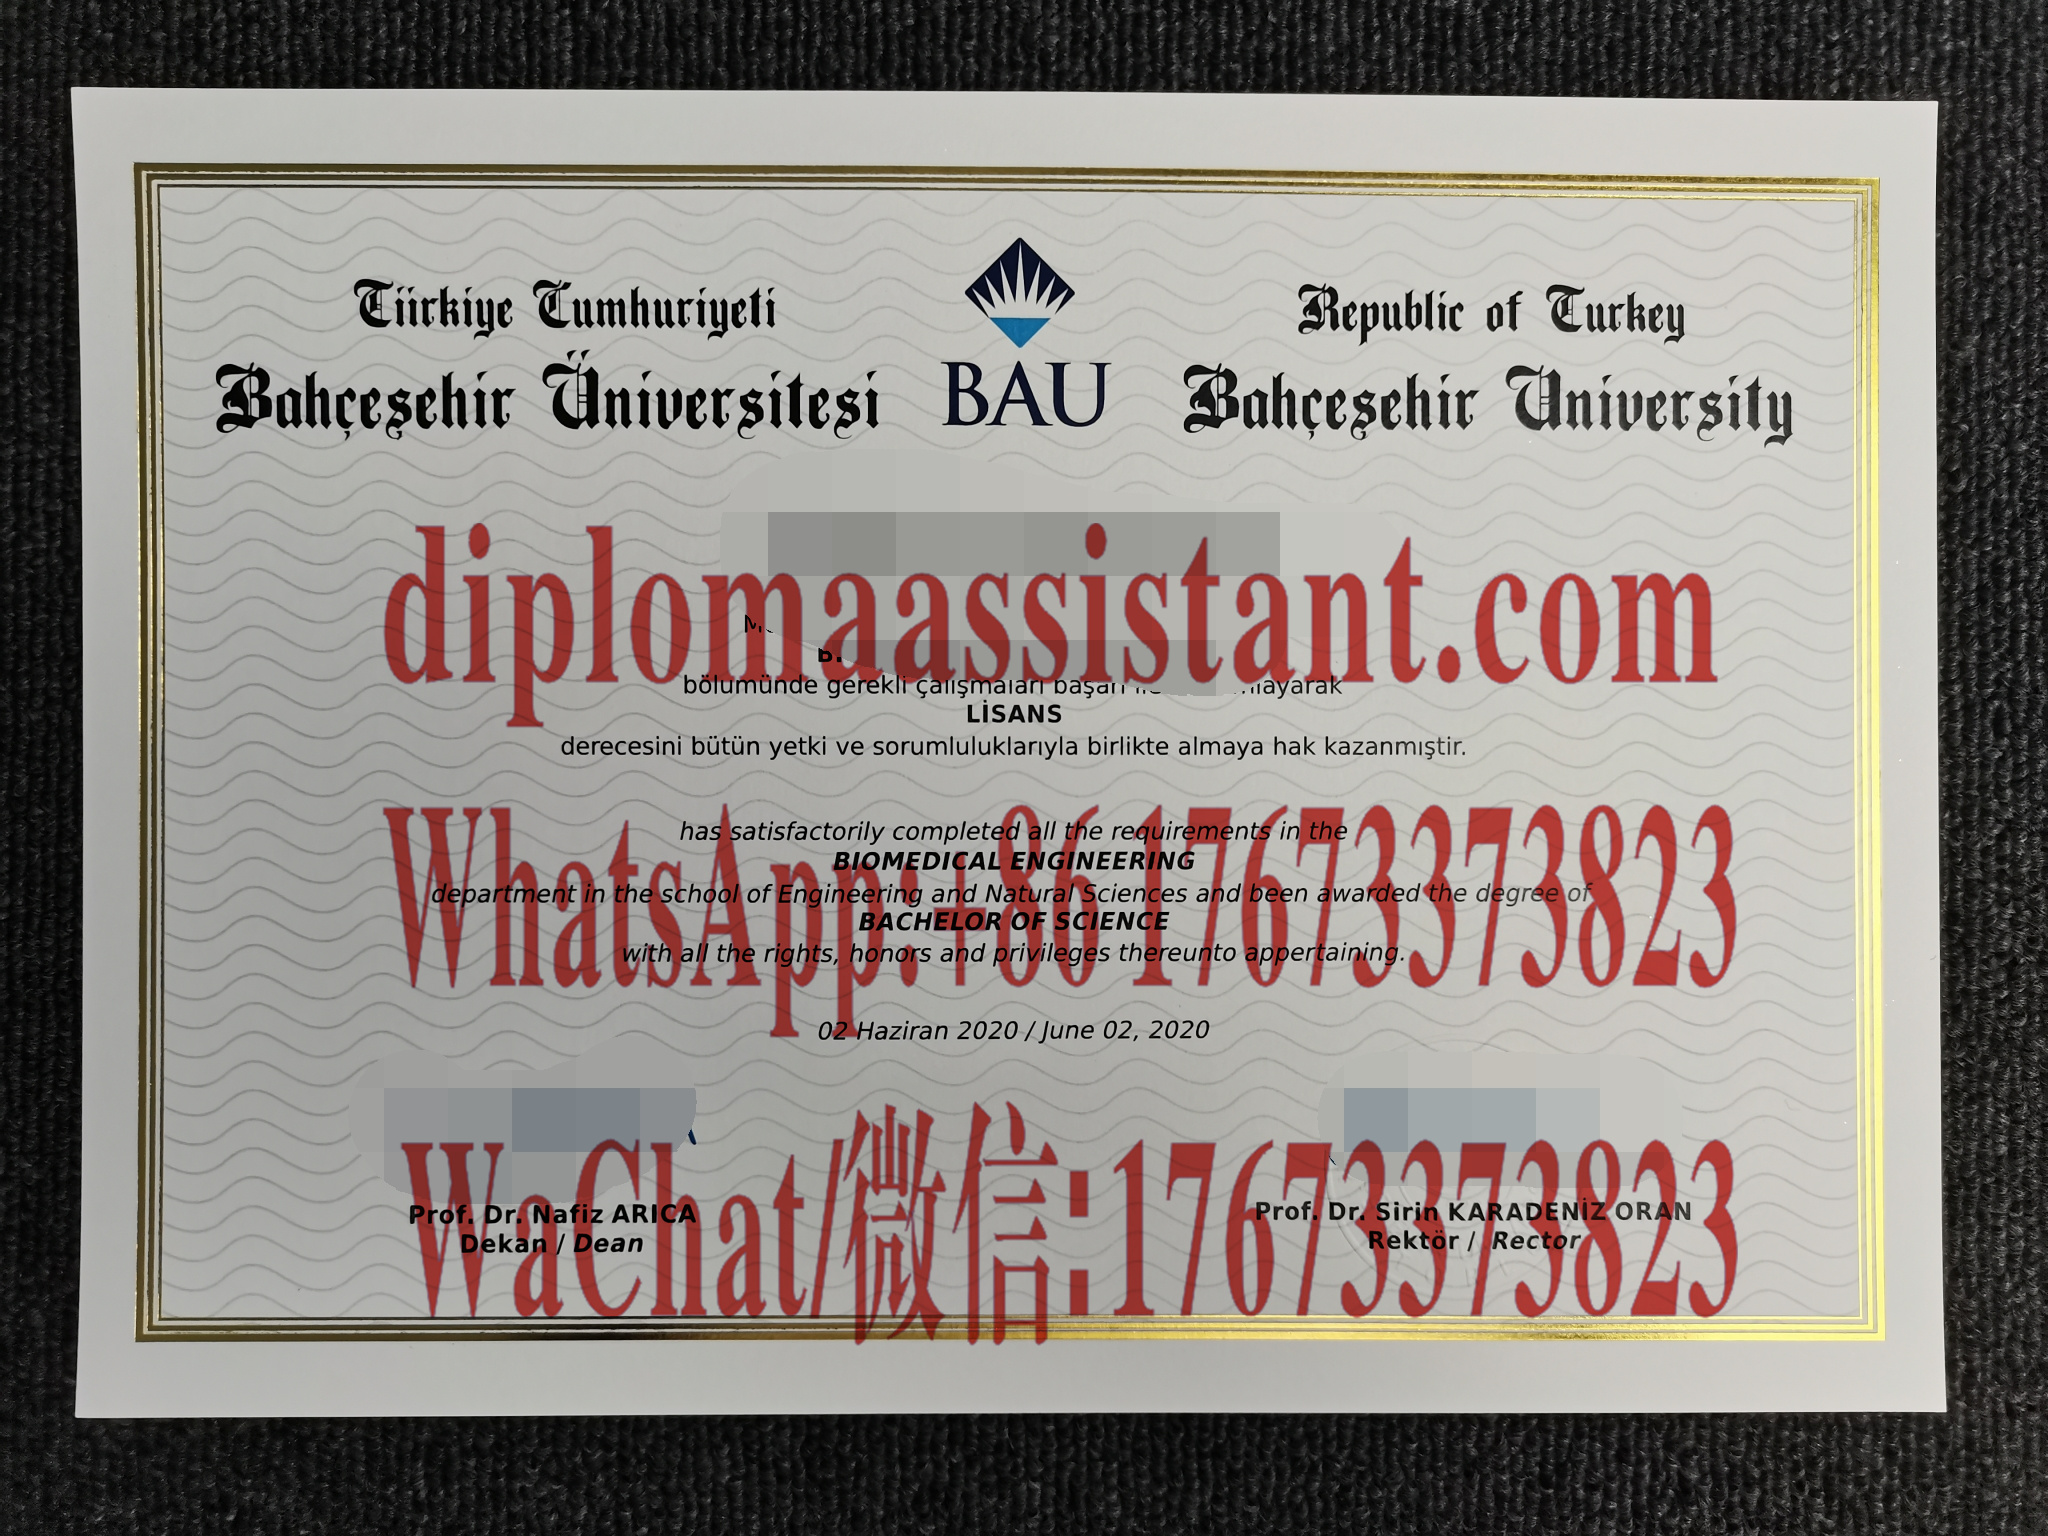 Türkiye Cumhuriyeti
Bahçeşehir Üniversitesi
BAU
Republic of Turkey
Bahçeşehir University
diplomaassistant.com
bölümünde gerekli çalışmaları başarı
LİSANS
derecesini bütün yetki ve sorumluluklarıyla birlikte almaya hak kazanmıştir.
WhatsApp:+86 17673373823
has satisfactorily completed all the requirements in the
BIOMEDICAL ENGINEERING
department in the school of Engineering and Natural Sciences and been awarded the degree of
BACHELOR OF SCIENCE
with all the rights, honors and privileges thereunto appertaining.
02 Haziran 2020 / June 02, 2020
WaChat/微信:17673373823
Prof. Dr. Nafiz ARICA
Dekan / Dean
Prof. Dr. Sirin KARADENİZ ORAN
Rektör / Rector